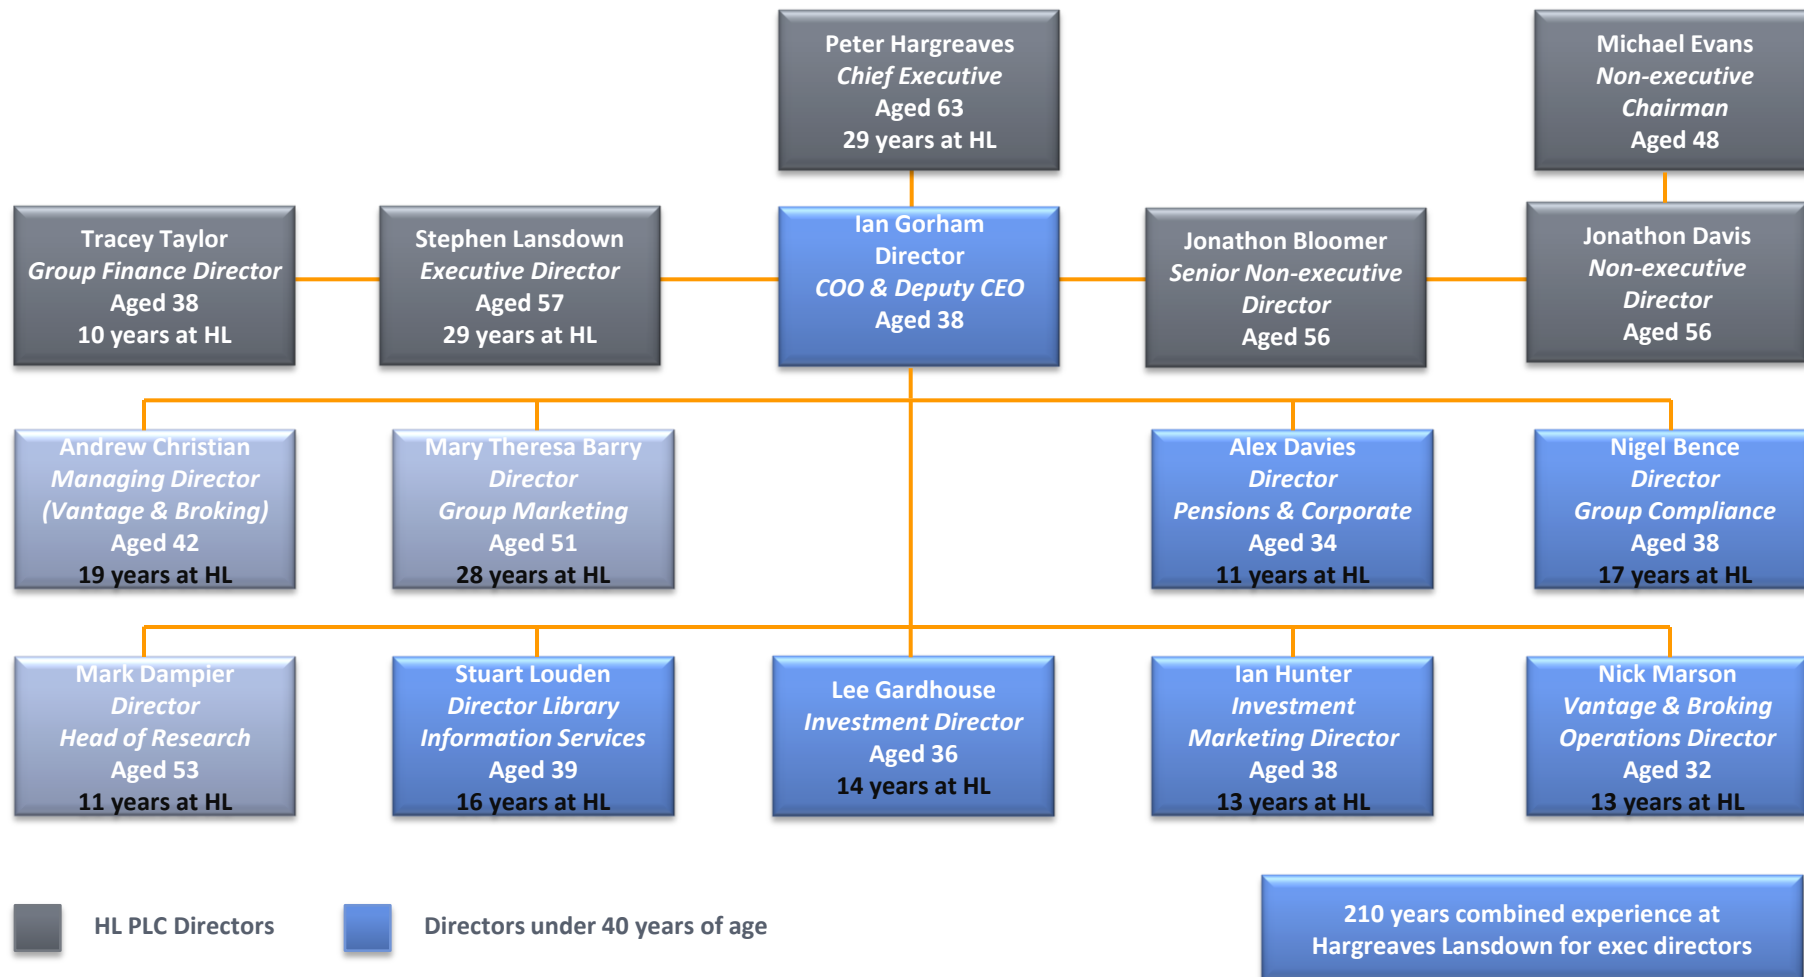 Peter Hargreaves
Chief Executive
Aged 63
29 years at HL
Michael Evans
Non-executive
Chairman
Aged 48
Tracey Taylor
Group Finance Director
Aged 38
10 years at HL
Stephen Lansdown
Executive Director
Aged 57
29 years at HL
Ian Gorham
Director
COO & Deputy CEO
Aged 38
Jonathon Bloomer
Senior Non-executive
Director
Aged 56
Jonathon Davis
Non-executive
Director
Aged 56
Andrew Christian
Managing Director
(Vantage & Broking)
Aged 42
19 years at HL
Mary Theresa Barry
Director
Group Marketing
Aged 51
28 years at HL
Alex Davies
Director
Pensions & Corporate
Aged 34
11 years at HL
Nigel Bence
Director
Group Compliance
Aged 38
17 years at HL
Mark Dampier
Director
Head of Research
Aged 53
11 years at HL
Stuart Louden
Director Library
Information Services
Aged 39
16 years at HL
Lee Gardhouse
Investment Director
Aged 36
14 years at HL
Ian Hunter
Investment
Marketing Director
Aged 38
13 years at HL
Nick Marson
Vantage & Broking
Operations Director
Aged 32
13 years at HL
HL PLC Directors
Directors under 40 years of age
210 years combined experience at
Hargreaves Lansdown for exec directors